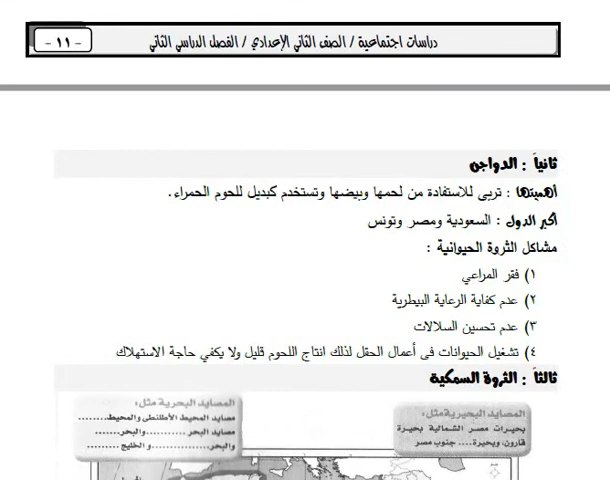 دراسات اجتماعية / الصف الثاني الإعدادي / الفصل الدراسي الثاني
- ١١ -
ثانياً : الدواجن
أهميتها : تربى للاستفادة من لحمها وبيضها وتستخدم كبديل للحوم الحمراء.
أكبر الدول : السعودية ومصر وتونس
مشاكل الثروة الحيوانية :
١) فقر المراعي
٢) عدم كفاية الرعاية البيطرية
٣) عدم تحسين السلالات
٤) تشغيل الحيوانات فى أعمال الحقل لذلك انتاج اللحوم قليل ولا يكفي حاجة الاستهلاك
ثالثاً : الثروة السمكية
المصايد البحيرية مثل:
بحيرات مصر الشمالية بحيرة
قارون، وبحيرة.... جنوب مصر
المصايد البحرية مثل:
مصايد المحيط الأطلنطى والمحيط.........
مصايد البحر ...........والبحر.......
والبحر................و الخليج .........